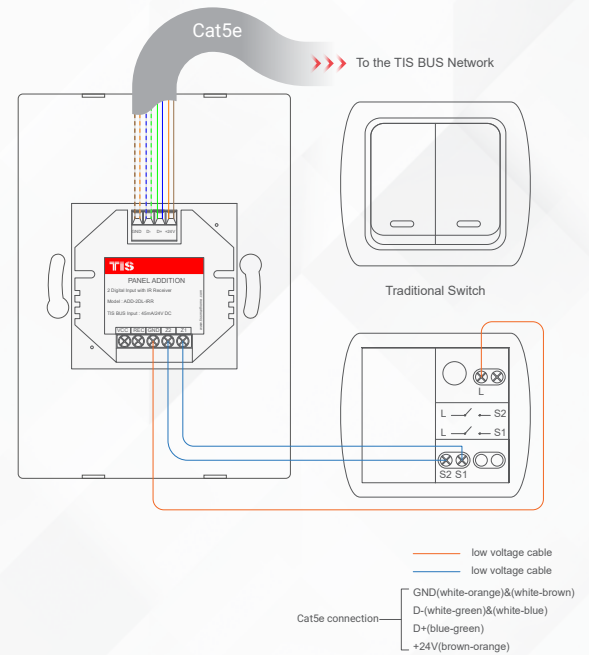 Cat5e
To the TIS BUS Network
GND D- D+ +24V
TIS
PANEL ADDITION
2 Digital Input with IR Receiver
Model : ADD-2DL-IRR
TIS BUS Input : 45mA/24V DC
VCC REC GND Z2 Z1
Traditional Switch
L
L S2
L S1
S2 S1
low voltage cable
low voltage cable
Cat5e connection
GND(white-orange)&(white-brown)
D-(white-green)&(white-blue)
D+(blue-green)
+24V(brown-orange)